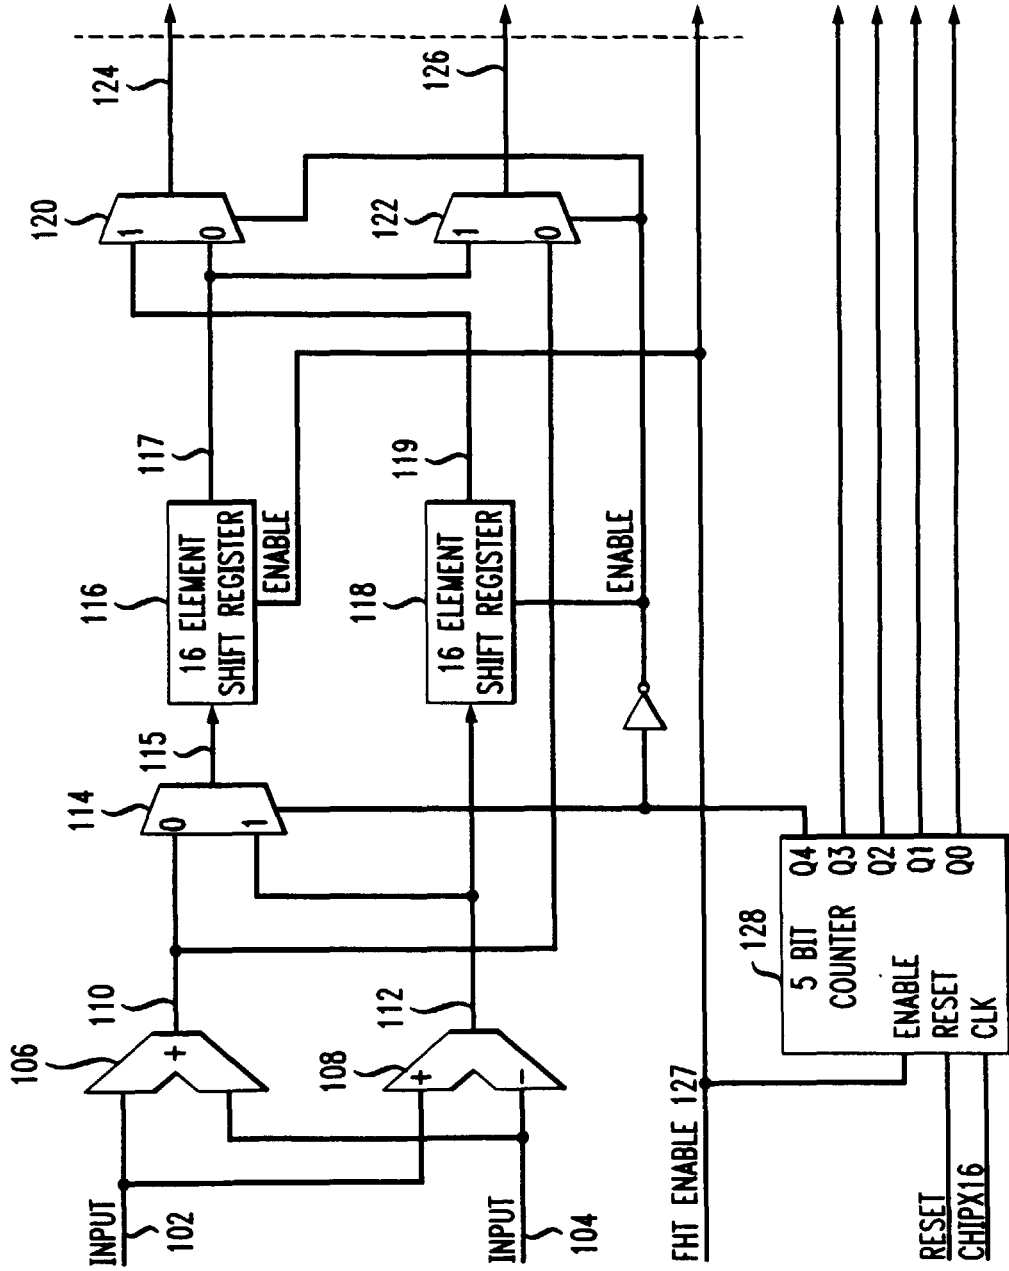 INPUT
102
INPUT
104
106
+
108
+
−
110
112
114
0
1
115
116
16 ELEMENT
SHIFT REGISTER
ENABLE
117
118
16 ELEMENT
SHIFT REGISTER
ENABLE
119
120
1
0
122
1
0
124
126
FHT ENABLE 127
RESET
CHIPX16
128
5 BIT
COUNTER
ENABLE
RESET
CLK
Q4
Q3
Q2
Q1
Q0